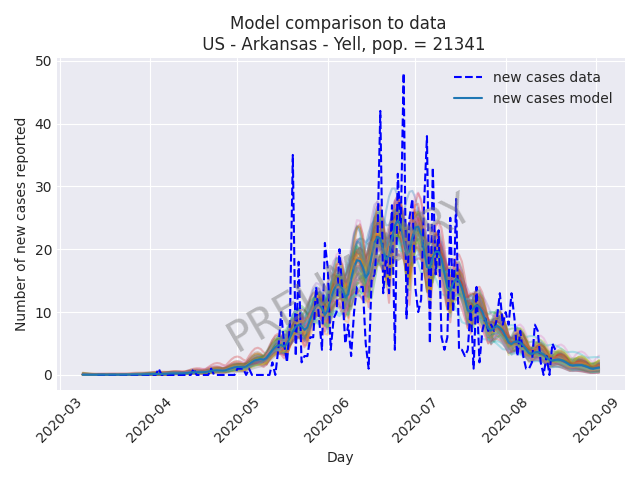 Model comparison to data
US - Arkansas - Yell, pop. = 21341
new cases data
new cases model
PRELIMINARY
Number of new cases reported
50
40
30
20
10
0
2020-03
2020-04
2020-05
2020-06
2020-07
2020-08
2020-09
Day